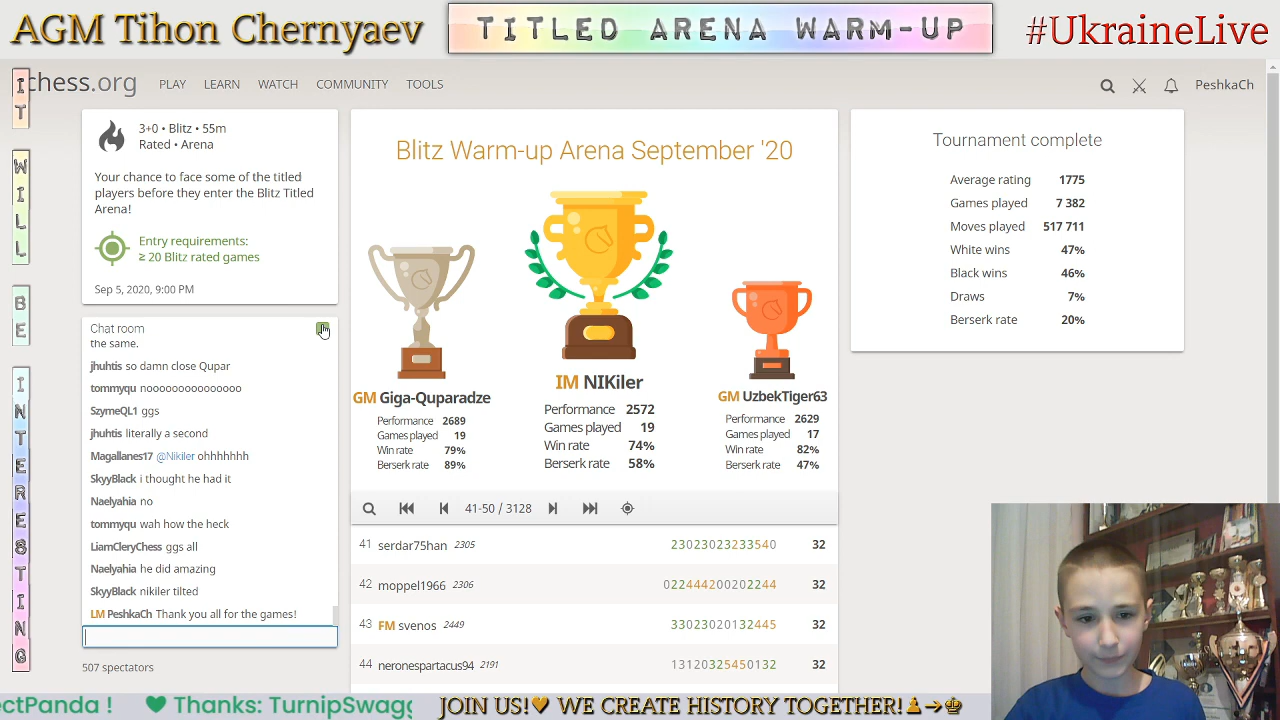 AGM Tihon Chernyaev
TITLED ARENA WARM-UP
#UkraineLive
IT WILL BE INTERESTING
chess.org
PLAY LEARN WATCH COMMUNITY TOOLS
PeshkaCh
3+0 • Blitz • 55m
Rated • Arena
Your chance to face some of the titled
players before they enter the Blitz Titled
Arena!
Entry requirements:
≥ 20 Blitz rated games
Sep 5, 2020, 9:00 PM
Chat room
the same.
jhuhtis so damn close Qupar
tommyqu nooooooooooooooo
SzymeQL1 ggs
jhuhtis literally a second
Magallanes17 @Nikiler ohhhhhhh
SkyyBlack i thought he had it
Naelyahia no
tommyqu wah how the heck
LiamCleryChess ggs all
Naelyahia he did amazing
SkyyBlack nikiler tilted
LM PeshkaCh Thank you all for the games!
507 spectators
Blitz Warm-up Arena September '20
GM Giga-Quparadze
Performance 2689
Games played 19
Win rate 79%
Berserk rate 89%
IM NIKiler
Performance 2572
Games played 19
Win rate 74%
Berserk rate 58%
GM UzbekTiger63
Performance 2629
Games played 17
Win rate 82%
Berserk rate 47%
41-50 / 3128
41 serdar75han 2305 23023023233540 32
42 moppel1966 2306 022444200202244 32
43 FM svenos 2449 33023020132445 32
44 neronespartacus94 2191 13120325450132 32
Tournament complete
Average rating 1775
Games played 7 382
Moves played 517 711
White wins 47%
Black wins 46%
Draws 7%
Berserk rate 20%
ectPanda ! 💚 Thanks: TurnipSwagg
JOIN US!🧡 WE CREATE HISTORY TOGETHER!♟→♚